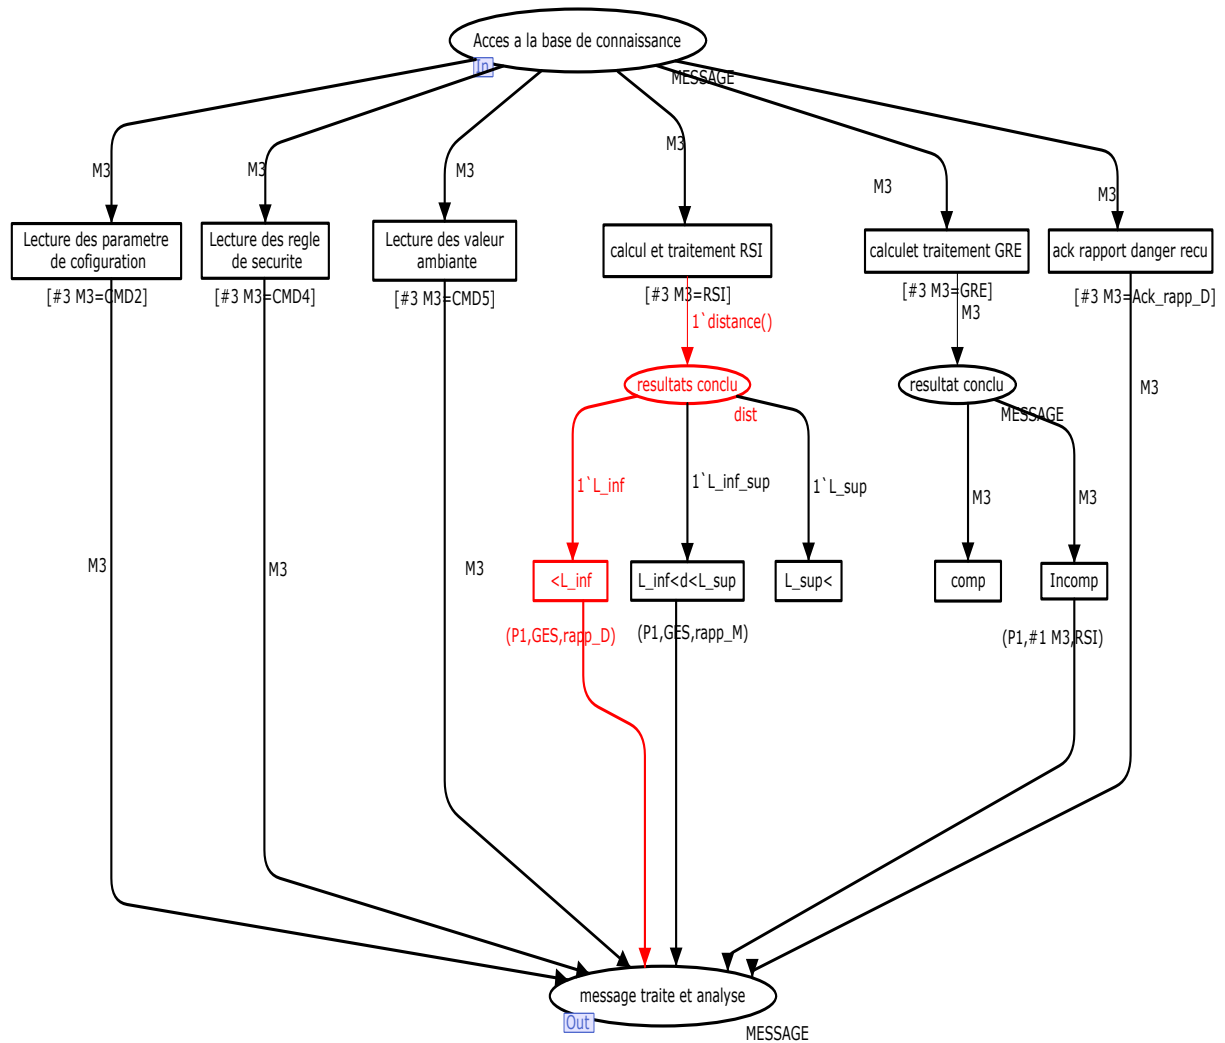 Acces a la base de connaissance
In
MESSAGE
M3
M3
M3
M3
M3
M3
Lecture des parametre
de cofiguration
Lecture des regle
de securite
Lecture des valeur
ambiante
calcul et traitement RSI
calculet traitement GRE
ack rapport danger recu
[#3 M3=CMD2]
[#3 M3=CMD4]
[#3 M3=CMD5]
[#3 M3=RSI]
[#3 M3=GRE]
[#3 M3=Ack_rapp_D]
1`distance()
M3
resultats conclu
resultat conclu
M3
dist
MESSAGE
1`L_inf
1`L_inf_sup
1`L_sup
M3
M3
M3
M3
M3
<L_inf
L_inf<d<L_sup
L_sup<
comp
Incomp
(P1,GES,rapp_D)
(P1,GES,rapp_M)
(P1,#1 M3,RSI)
message traite et analyse
Out
MESSAGE